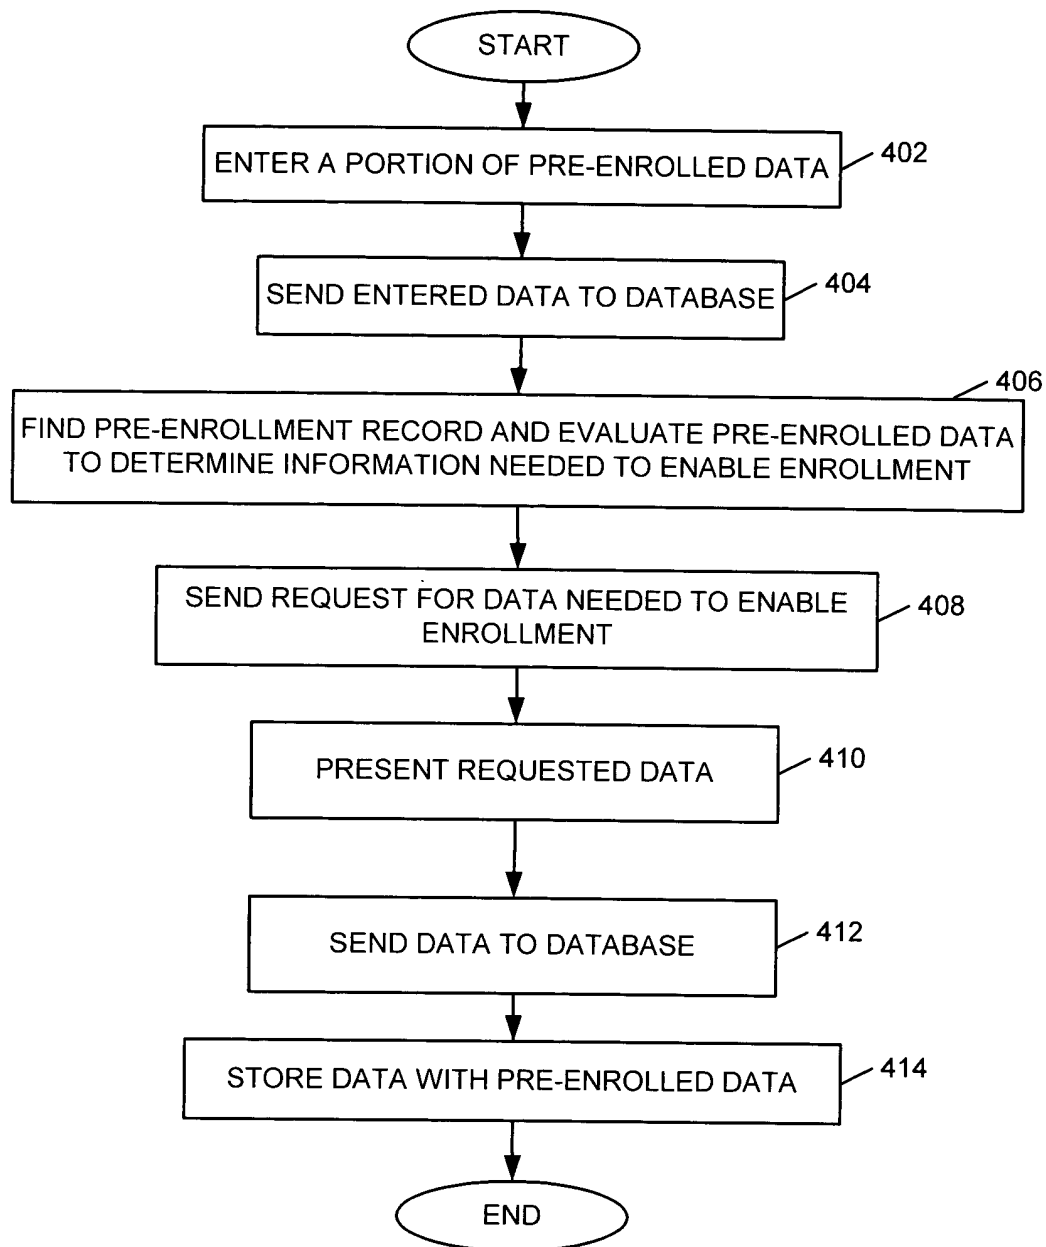 START
ENTER A PORTION OF PRE-ENROLLED DATA
402
SEND ENTERED DATA TO DATABASE
404
406
FIND PRE-ENROLLMENT RECORD AND EVALUATE PRE-ENROLLED DATA
TO DETERMINE INFORMATION NEEDED TO ENABLE ENROLLMENT
SEND REQUEST FOR DATA NEEDED TO ENABLE
ENROLLMENT
408
PRESENT REQUESTED DATA
410
SEND DATA TO DATABASE
412
STORE DATA WITH PRE-ENROLLED DATA
414
END